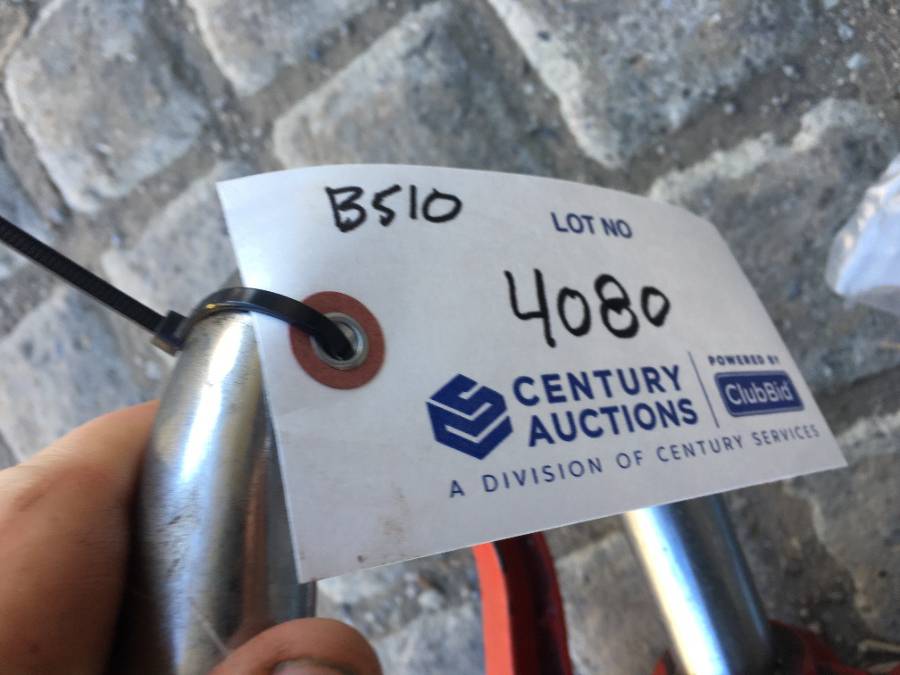 B510
LOT NO
4080
CENTURY
AUCTIONS
POWERED BY
ClubBid
A DIVISION OF CENTURY SERVICES